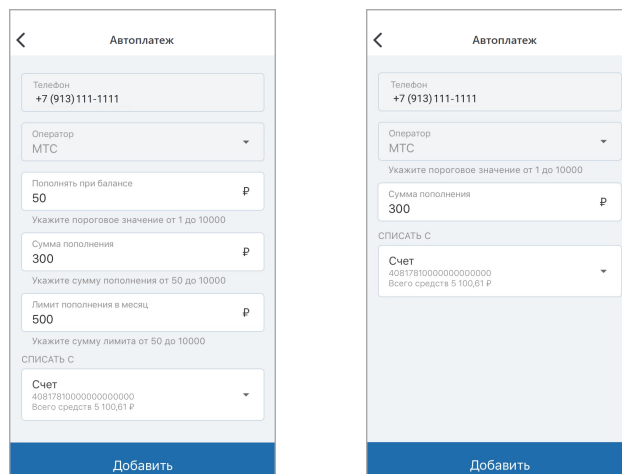 Автоплатеж
Телефон
+7 (913) 111-1111
Оператор
МТС
Пополнять при балансе
50 ₽
Укажите пороговое значение от 1 до 10000
Сумма пополнения
300 ₽
Укажите сумму пополнения от 50 до 10000
Лимит пополнения в месяц
500 ₽
Укажите сумму лимита от 50 до 10000
СПИСАТЬ С
Счет
40817810000000000000
Всего средств 5 100,61 ₽
Добавить
Автоплатеж
Телефон
+7 (913) 111-1111
Оператор
МТС
Укажите пороговое значение от 1 до 10000
Сумма пополнения
300 ₽
СПИСАТЬ С
Счет
40817810000000000000
Всего средств 5 100,61 ₽
Добавить